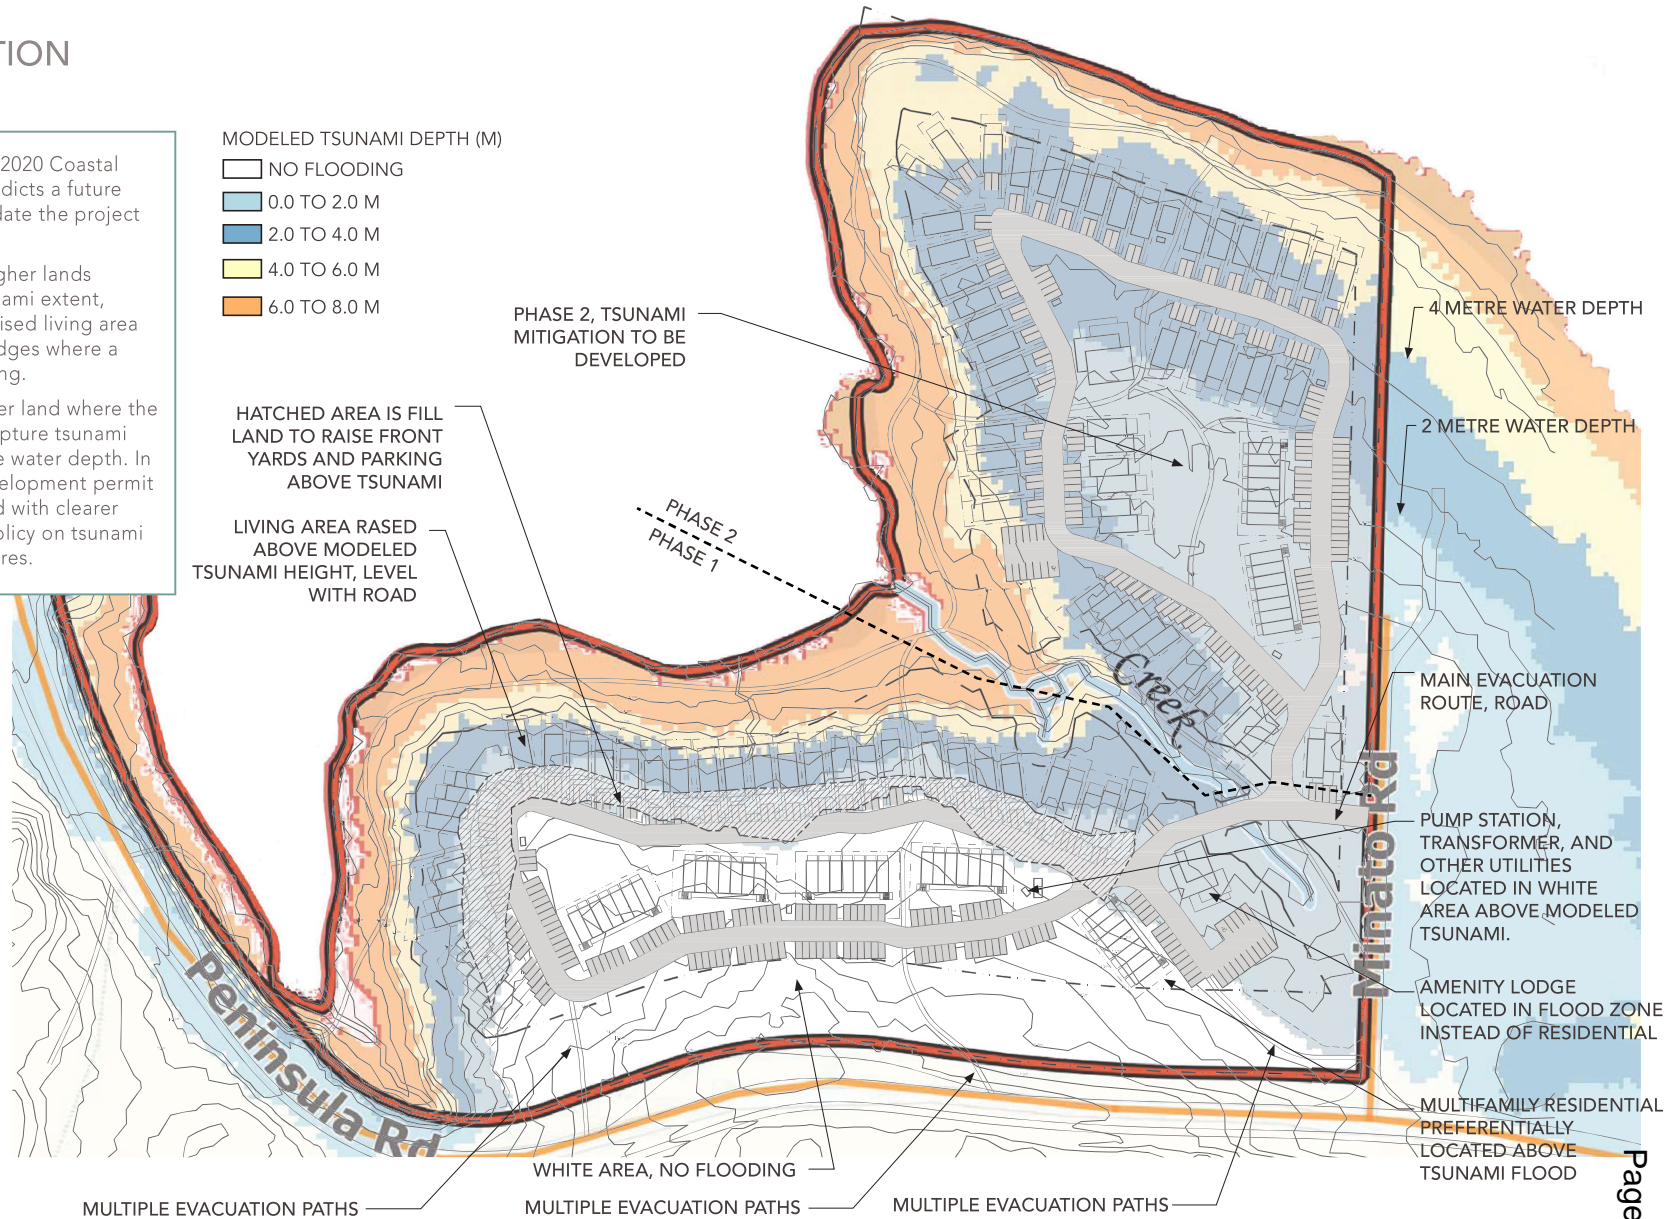 TION
2020 Coastal
dicts a future
date the project
gher lands
ami extent,
ised living area
dges where a
ng.
er land where the
pture tsunami
e water depth. In
elopment permit
d with clearer
olicy on tsunami
res.
MODELED TSUNAMI DEPTH (M)
NO FLOODING
0.0 TO 2.0 M
2.0 TO 4.0 M
4.0 TO 6.0 M
6.0 TO 8.0 M
PHASE 2, TSUNAMI
MITIGATION TO BE
DEVELOPED
HATCHED AREA IS FILL
LAND TO RAISE FRONT
YARDS AND PARKING
ABOVE TSUNAMI
LIVING AREA RASED
ABOVE MODELED
TSUNAMI HEIGHT, LEVEL
WITH ROAD
PHASE 2
PHASE 1
Creek
4 METRE WATER DEPTH
2 METRE WATER DEPTH
MAIN EVACUATION
ROUTE, ROAD
Minato Rd
PUMP STATION,
TRANSFORMER, AND
OTHER UTILITIES
LOCATED IN WHITE
AREA ABOVE MODELED
TSUNAMI.
AMENITY LODGE
LOCATED IN FLOOD ZONE
INSTEAD OF RESIDENTIAL
MULTIFAMILY RESIDENTIAL
PREFERENTIALLY
LOCATED ABOVE
TSUNAMI FLOOD
Peninsula Rd
WHITE AREA, NO FLOODING
MULTIPLE EVACUATION PATHS
MULTIPLE EVACUATION PATHS
MULTIPLE EVACUATION PATHS
Page